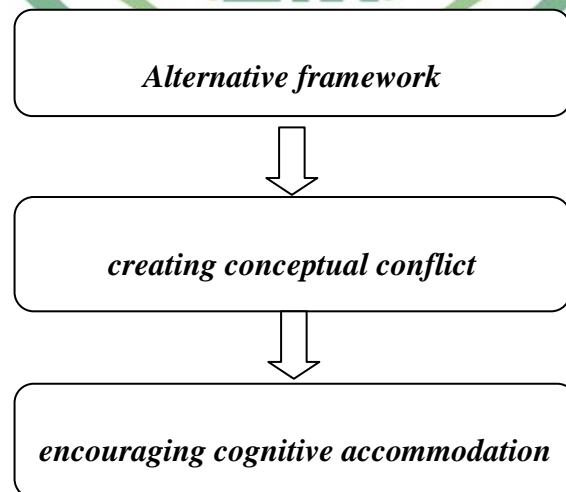 Alternative framework
creating conceptual conflict
encouraging cognitive accommodation